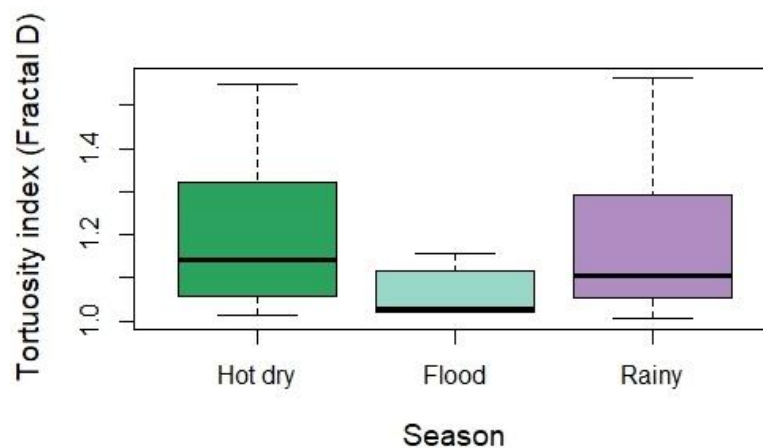 Tortuosity index (Fractal D)
1.4
1.2
1.0
Hot dry
Flood
Rainy
Season